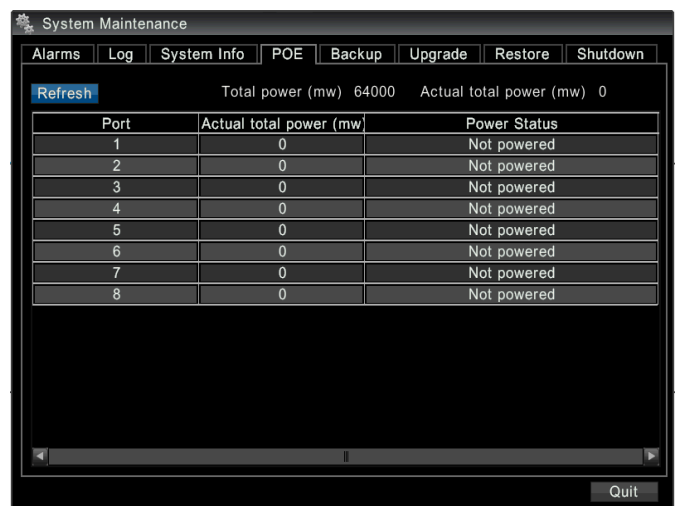 System Maintenance
Alarms Log System Info POE Backup Upgrade Restore Shutdown
Refresh Total power (mw) 64000 Actual total power (mw) 0
Port Actual total power (mw) Power Status
1 0 Not powered
2 0 Not powered
3 0 Not powered
4 0 Not powered
5 0 Not powered
6 0 Not powered
7 0 Not powered
8 0 Not powered
Quit